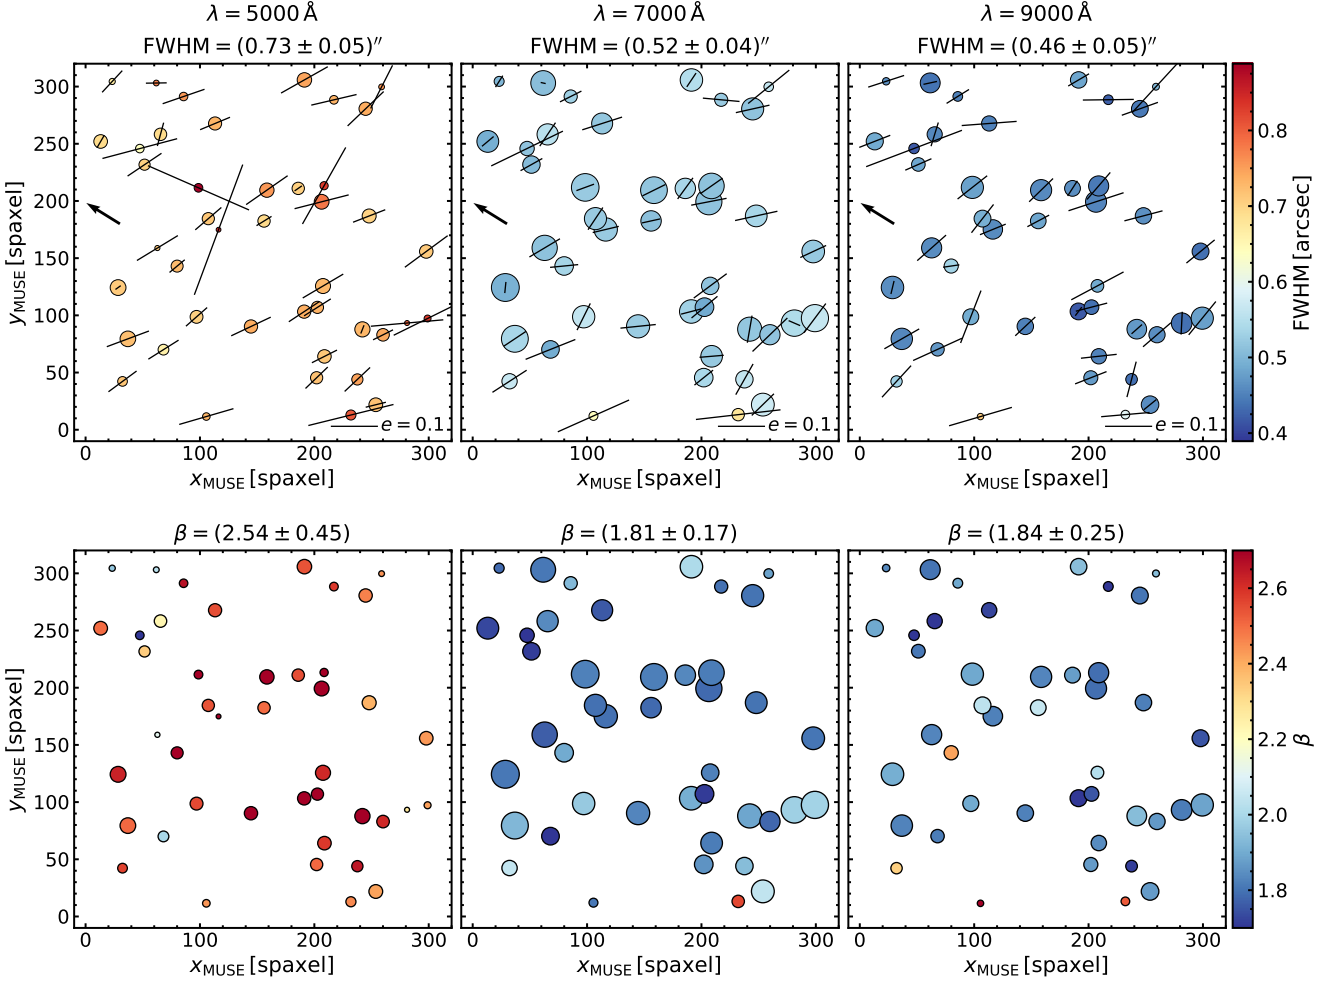 λ = 5000 Å
FWHM = (0.73 ± 0.05)″
λ = 7000 Å
FWHM = (0.52 ± 0.04)″
λ = 9000 Å
FWHM = (0.46 ± 0.05)″
300
250
200
150
100
50
0
y_MUSE [spaxel]
e = 0.1
e = 0.1
e = 0.1
0 100 200 300
0 100 200 300
0 100 200 300
x_MUSE [spaxel]
x_MUSE [spaxel]
x_MUSE [spaxel]
0.8
0.7
0.6
0.5
0.4
FWHM [arcsec]
β = (2.54 ± 0.45)
β = (1.81 ± 0.17)
β = (1.84 ± 0.25)
300
250
200
150
100
50
0
y_MUSE [spaxel]
0 100 200 300
0 100 200 300
0 100 200 300
x_MUSE [spaxel]
x_MUSE [spaxel]
x_MUSE [spaxel]
2.6
2.4
2.2
2.0
1.8
β